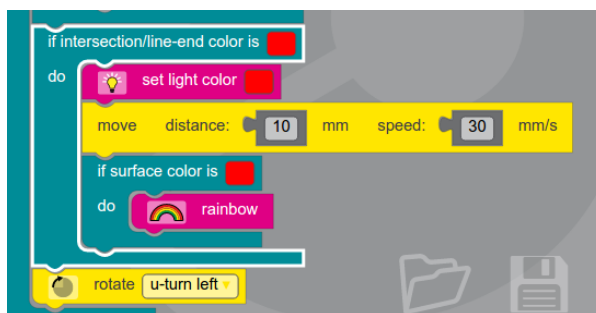 if intersection/line-end color is
do set light color
move distance: 10 mm speed: 30 mm/s
if surface color is
do rainbow
rotate u-turn left